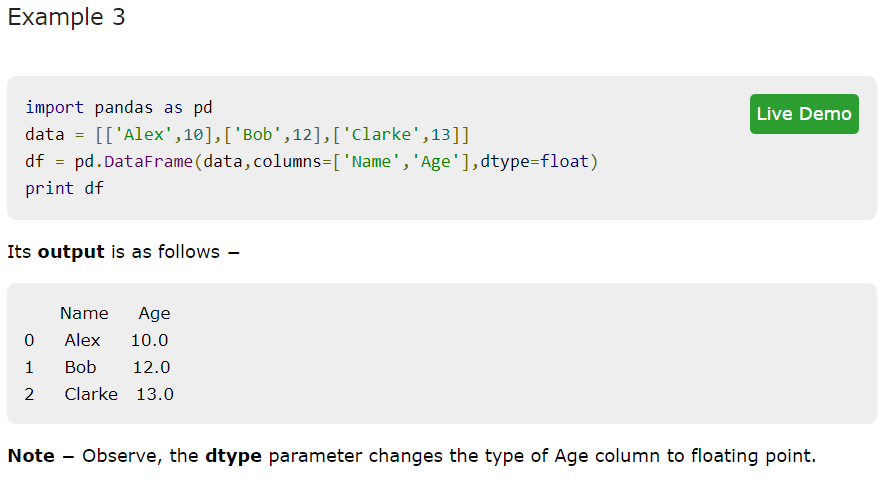 Example 3
import pandas as pd
Live Demo
data = [['Alex',10],['Bob',12],['Clarke',13]]
df = pd.DataFrame(data,columns=['Name','Age'],dtype=float)
print df
Its output is as follows −
Name Age
0 Alex 10.0
1 Bob 12.0
2 Clarke 13.0
Note − Observe, the dtype parameter changes the type of Age column to floating point.